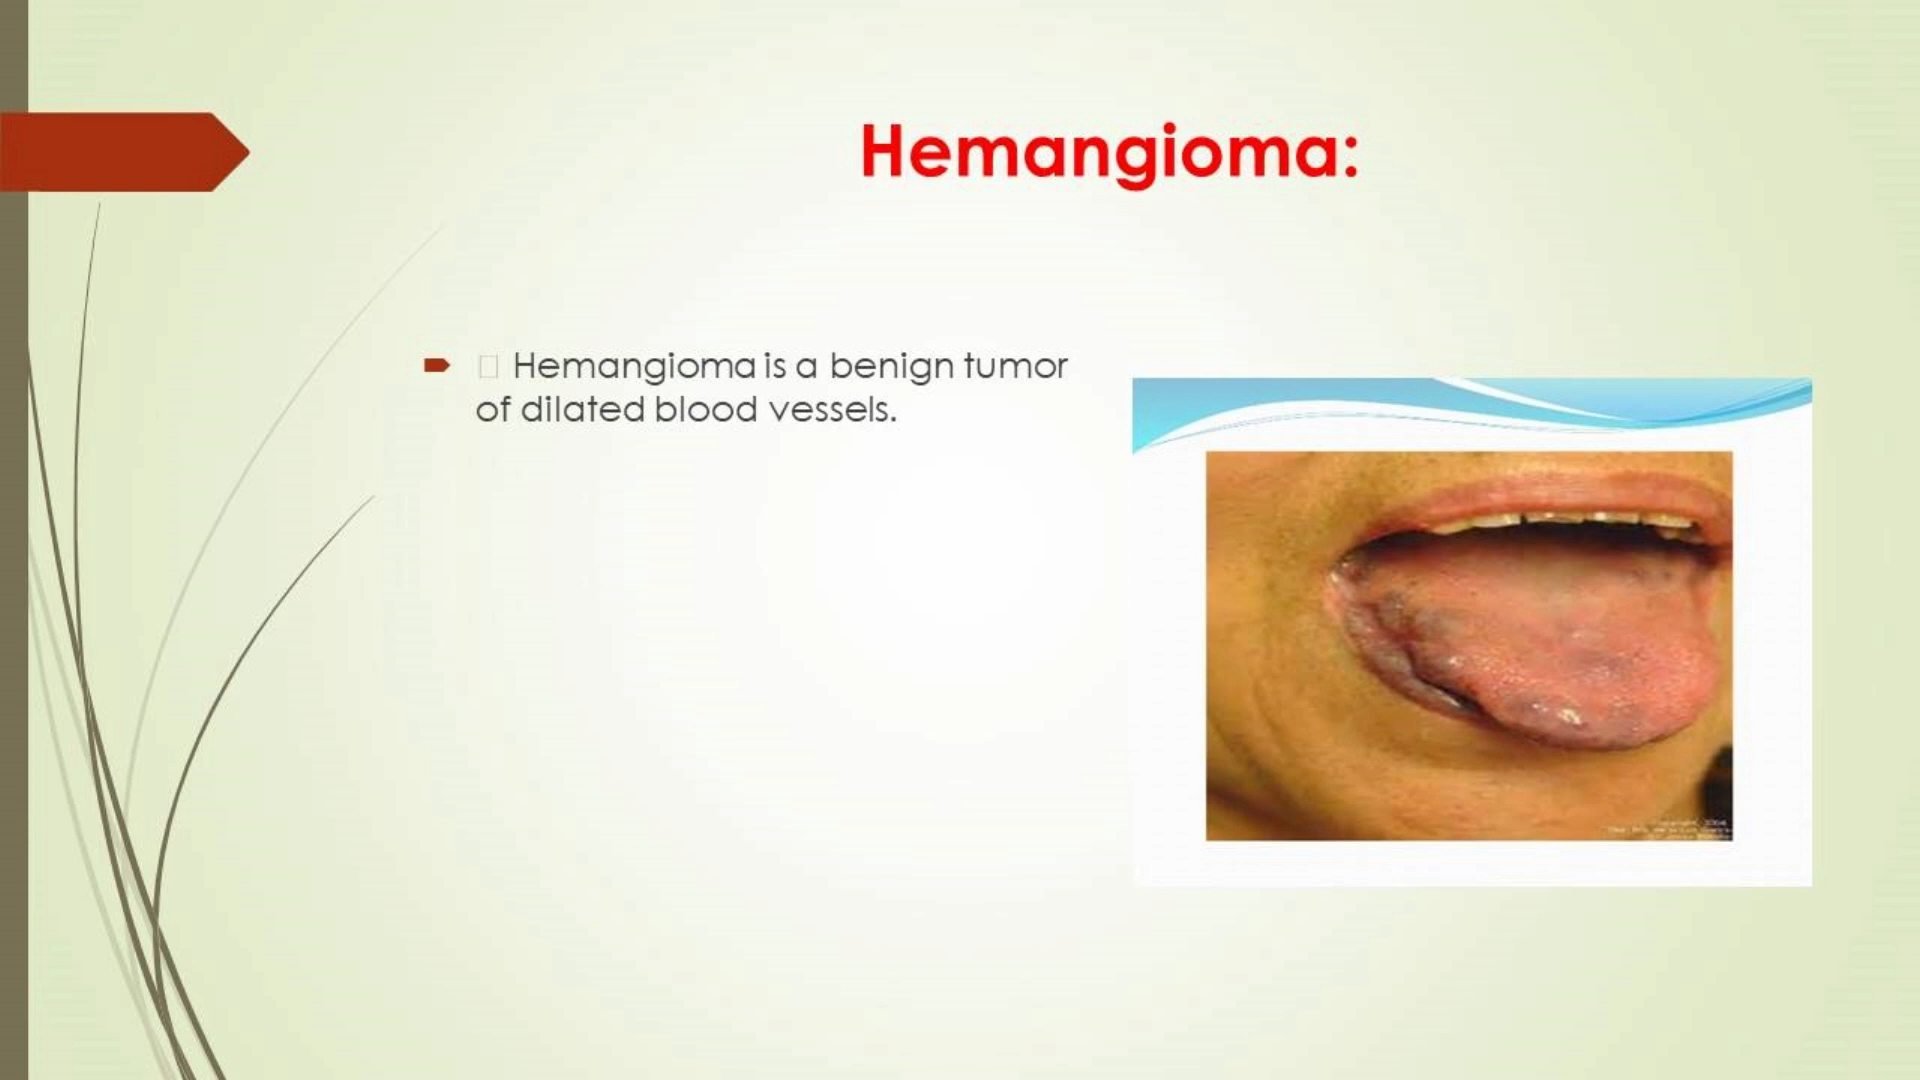 Hemangioma:
Hemangioma is a benign tumor
of dilated blood vessels.